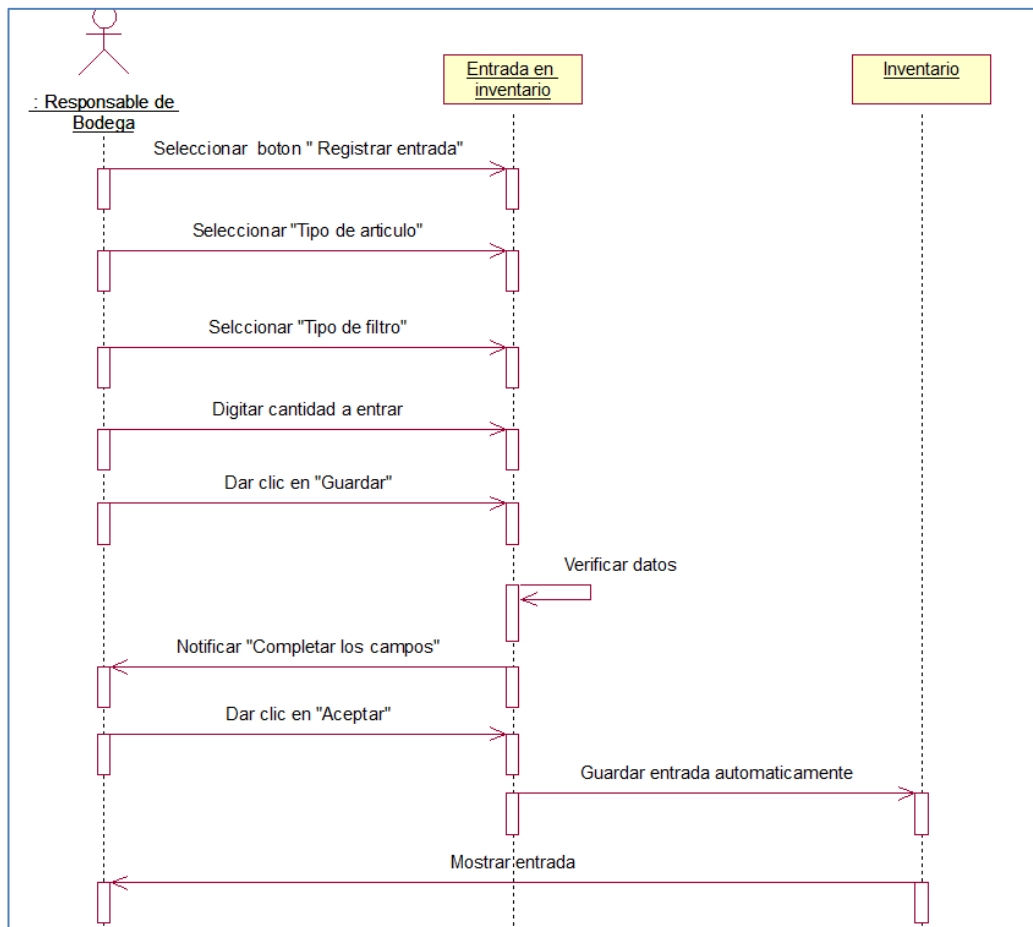 : Responsable de
Bodega
Entrada en
inventario
Inventario
Seleccionar boton " Registrar entrada"
Seleccionar "Tipo de articulo"
Selccionar "Tipo de filtro"
Digitar cantidad a entrar
Dar clic en "Guardar"
Verificar datos
Notificar "Completar los campos"
Dar clic en "Aceptar"
Guardar entrada automaticamente
Mostrar entrada